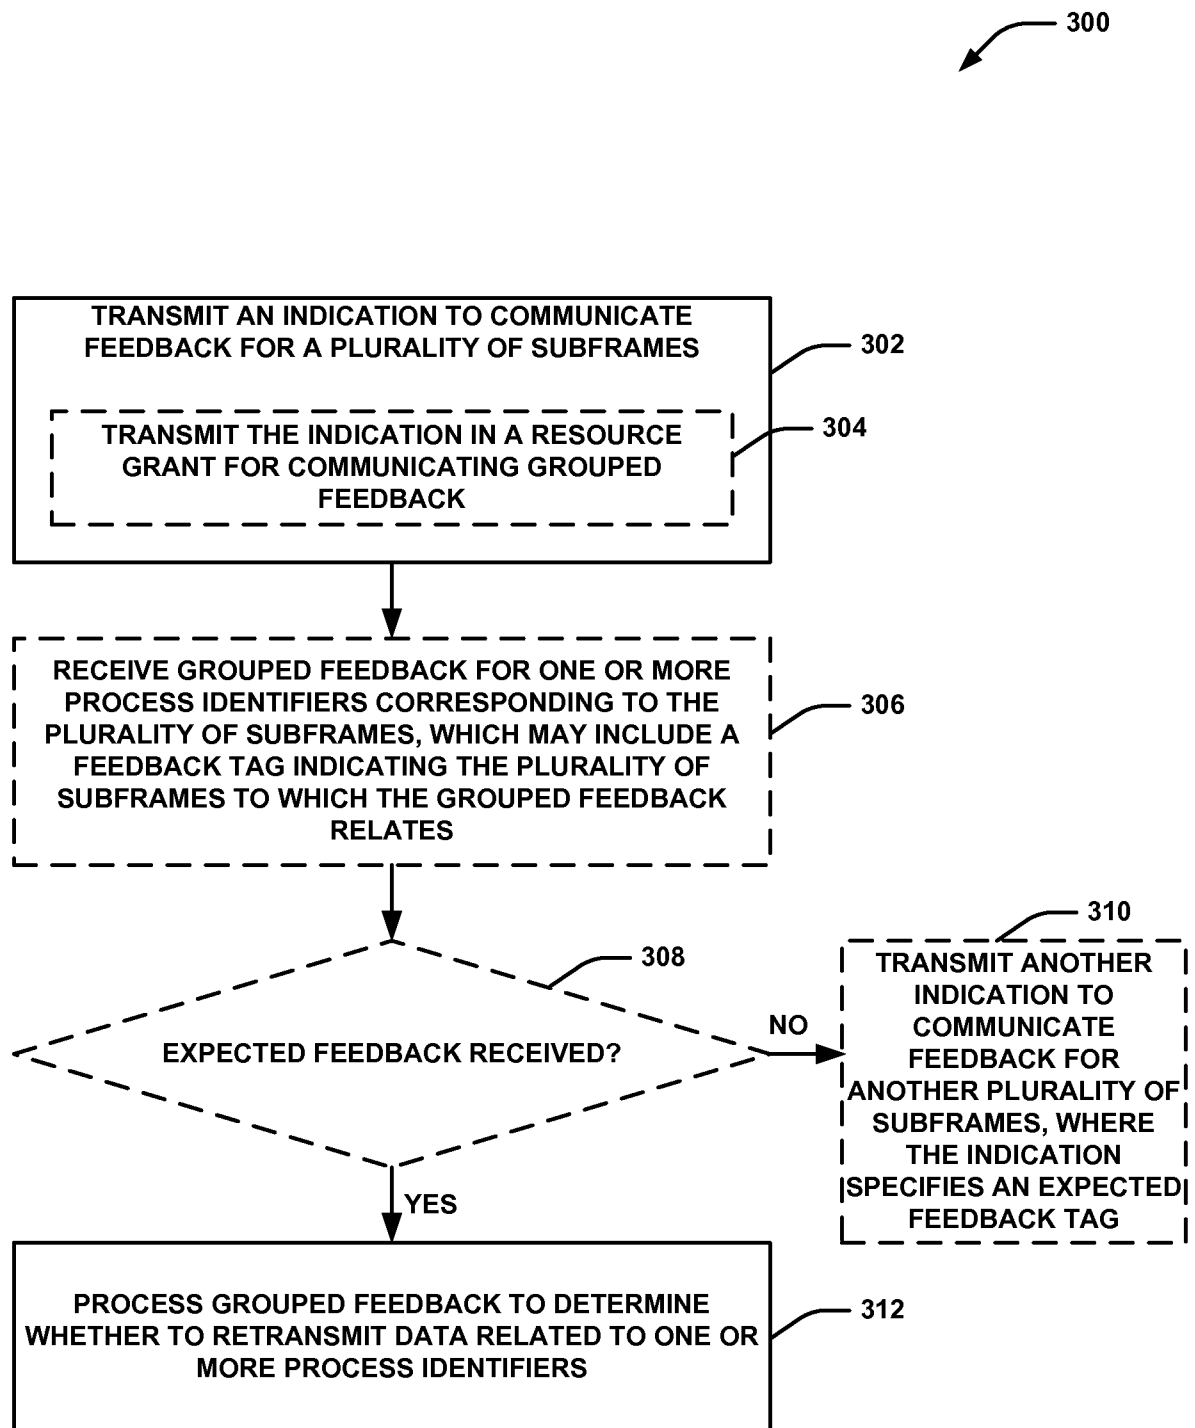 300
TRANSMIT AN INDICATION TO COMMUNICATE
FEEDBACK FOR A PLURALITY OF SUBFRAMES
302
TRANSMIT THE INDICATION IN A RESOURCE
GRANT FOR COMMUNICATING GROUPED
FEEDBACK
304
RECEIVE GROUPED FEEDBACK FOR ONE OR MORE
PROCESS IDENTIFIERS CORRESPONDING TO THE
PLURALITY OF SUBFRAMES, WHICH MAY INCLUDE A
FEEDBACK TAG INDICATING THE PLURALITY OF
SUBFRAMES TO WHICH THE GROUPED FEEDBACK
RELATES
306
EXPECTED FEEDBACK RECEIVED?
308
NO
310
TRANSMIT ANOTHER
INDICATION TO
COMMUNICATE
FEEDBACK FOR
ANOTHER PLURALITY OF
SUBFRAMES, WHERE
THE INDICATION
SPECIFIES AN EXPECTED
FEEDBACK TAG
YES
PROCESS GROUPED FEEDBACK TO DETERMINE
WHETHER TO RETRANSMIT DATA RELATED TO ONE OR
MORE PROCESS IDENTIFIERS
312